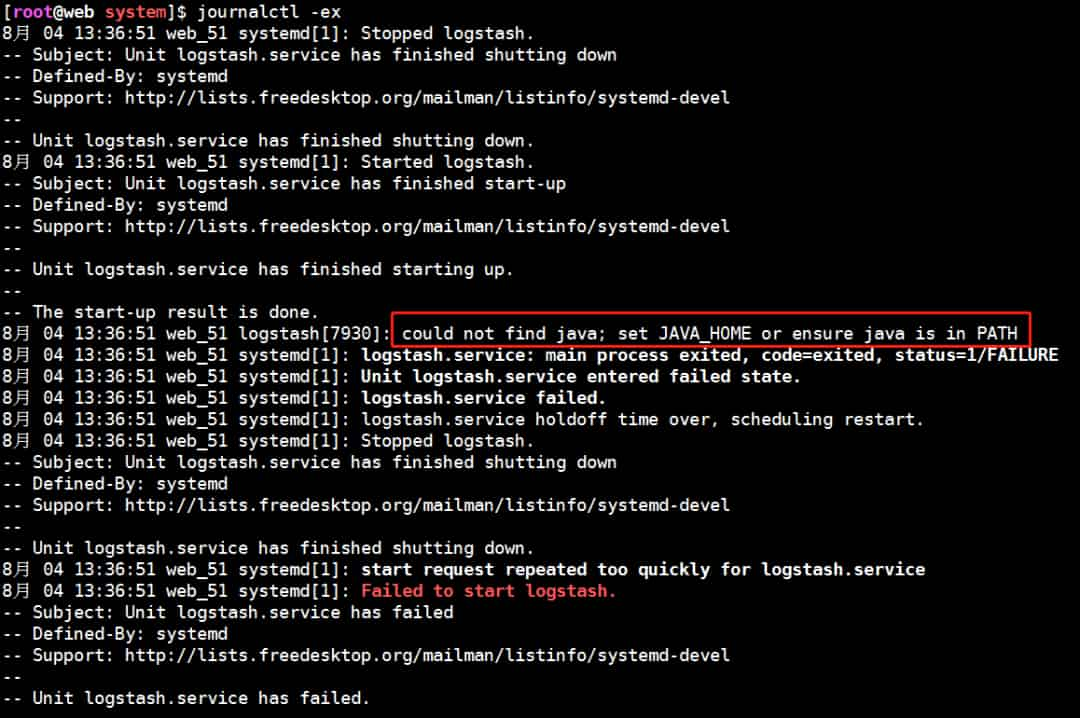 [root@web system]$ journalctl -ex
8月 04 13:36:51 web_51 systemd[1]: Stopped logstash.
-- Subject: Unit logstash.service has finished shutting down
-- Defined-By: systemd
-- Support: http://lists.freedesktop.org/mailman/listinfo/systemd-devel
--
-- Unit logstash.service has finished shutting down.
8月 04 13:36:51 web_51 systemd[1]: Started logstash.
-- Subject: Unit logstash.service has finished start-up
-- Defined-By: systemd
-- Support: http://lists.freedesktop.org/mailman/listinfo/systemd-devel
--
-- Unit logstash.service has finished starting up.
--
-- The start-up result is done.
8月 04 13:36:51 web_51 logstash[7930]: could not find java; set JAVA_HOME or ensure java is in PATH
8月 04 13:36:51 web_51 systemd[1]: logstash.service: main process exited, code=exited, status=1/FAILURE
8月 04 13:36:51 web_51 systemd[1]: Unit logstash.service entered failed state.
8月 04 13:36:51 web_51 systemd[1]: logstash.service failed.
8月 04 13:36:51 web_51 systemd[1]: logstash.service holdoff time over, scheduling restart.
8月 04 13:36:51 web_51 systemd[1]: Stopped logstash.
-- Subject: Unit logstash.service has finished shutting down
-- Defined-By: systemd
-- Support: http://lists.freedesktop.org/mailman/listinfo/systemd-devel
--
-- Unit logstash.service has finished shutting down.
8月 04 13:36:51 web_51 systemd[1]: start request repeated too quickly for logstash.service
8月 04 13:36:51 web_51 systemd[1]: Failed to start logstash.
-- Subject: Unit logstash.service has failed
-- Defined-By: systemd
-- Support: http://lists.freedesktop.org/mailman/listinfo/systemd-devel
--
-- Unit logstash.service has failed.